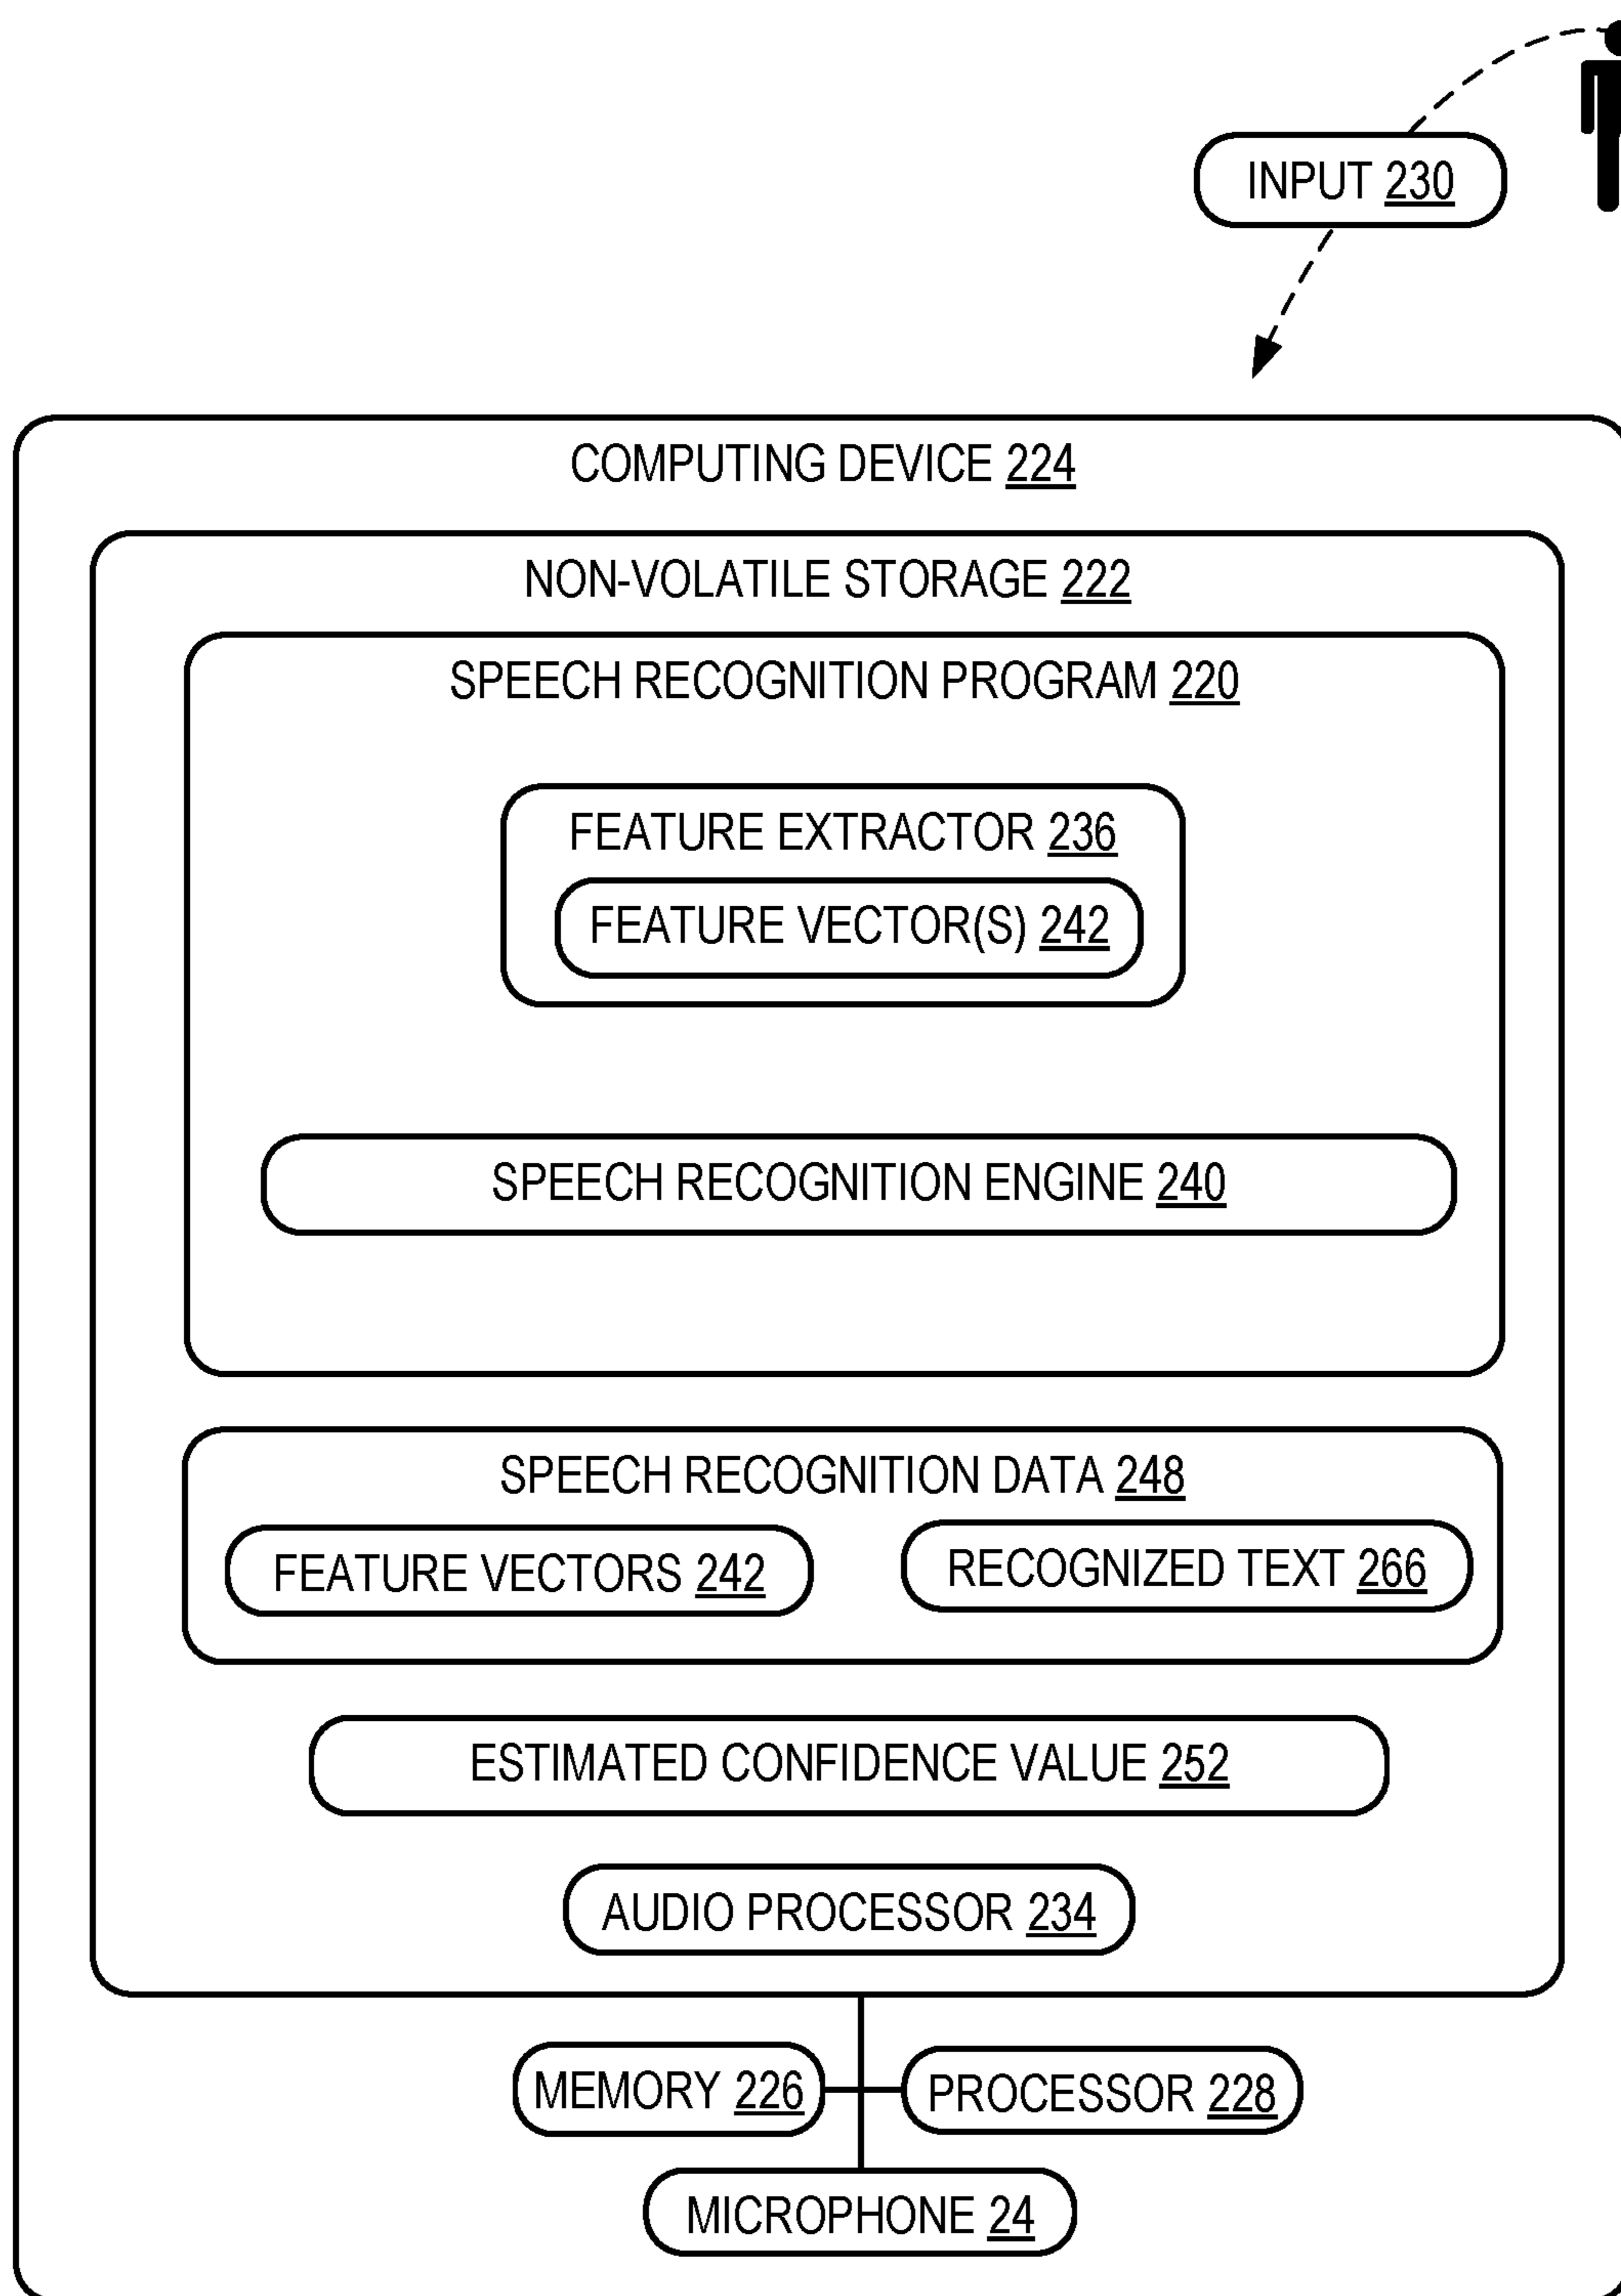 INPUT 230
COMPUTING DEVICE 224
NON-VOLATILE STORAGE 222
SPEECH RECOGNITION PROGRAM 220
FEATURE EXTRACTOR 236
FEATURE VECTOR(S) 242
SPEECH RECOGNITION ENGINE 240
SPEECH RECOGNITION DATA 248
FEATURE VECTORS 242
RECOGNIZED TEXT 266
ESTIMATED CONFIDENCE VALUE 252
AUDIO PROCESSOR 234
MEMORY 226
PROCESSOR 228
MICROPHONE 24